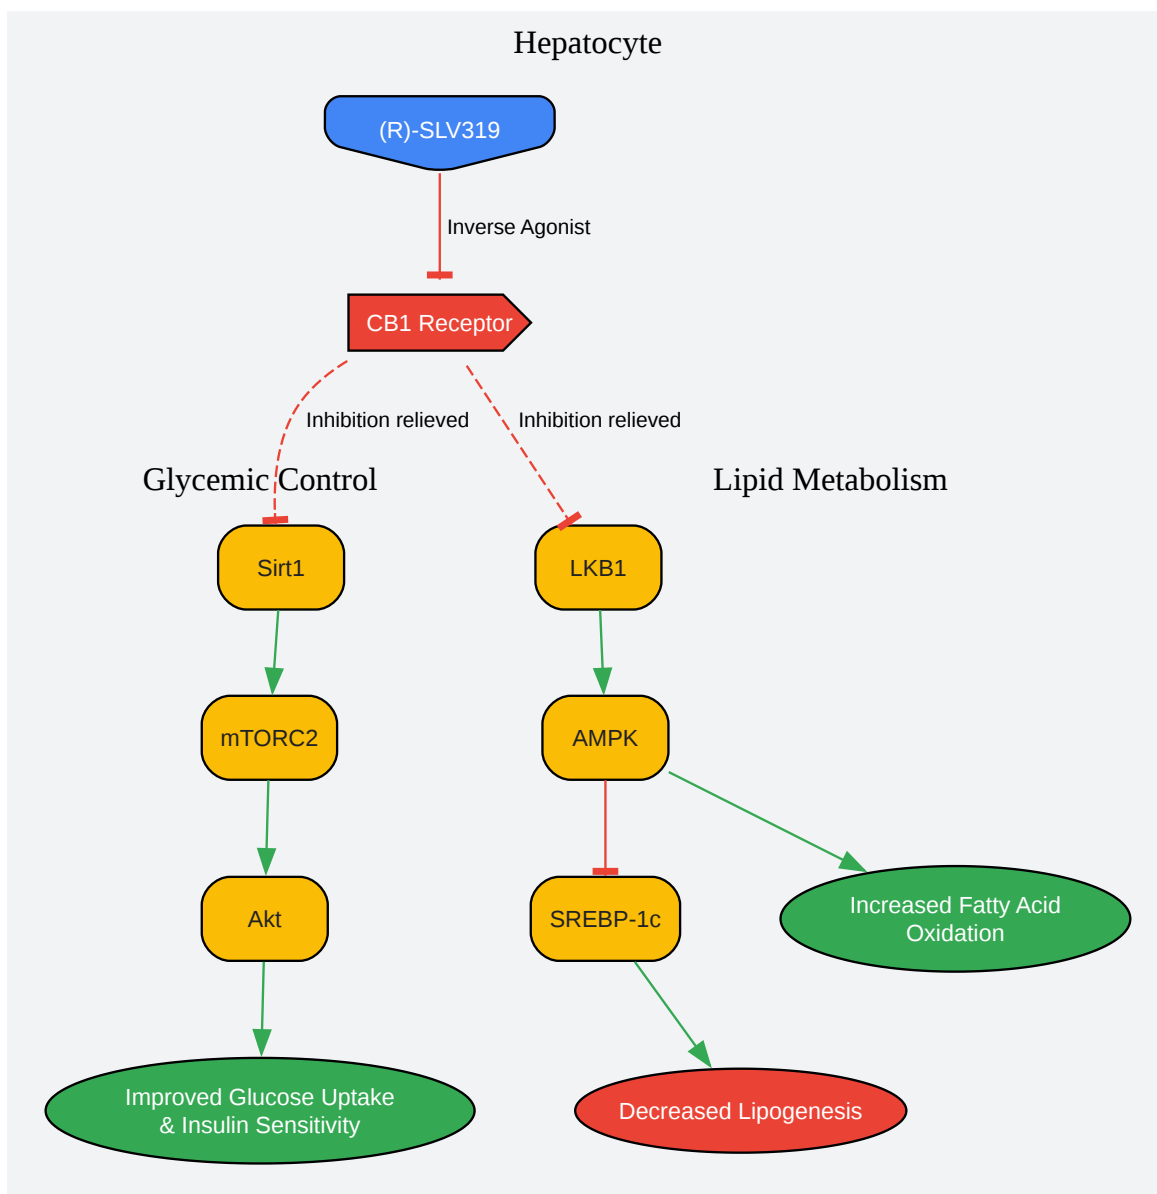 Hepatocyte
(R)-SLV319
Inverse Agonist
CB1 Receptor
Inhibition relieved
Inhibition relieved
Glycemic Control
Lipid Metabolism
Sirt1
LKB1
mTORC2
AMPK
Akt
SREBP-1c
Increased Fatty Acid
Oxidation
Improved Glucose Uptake
& Insulin Sensitivity
Decreased Lipogenesis